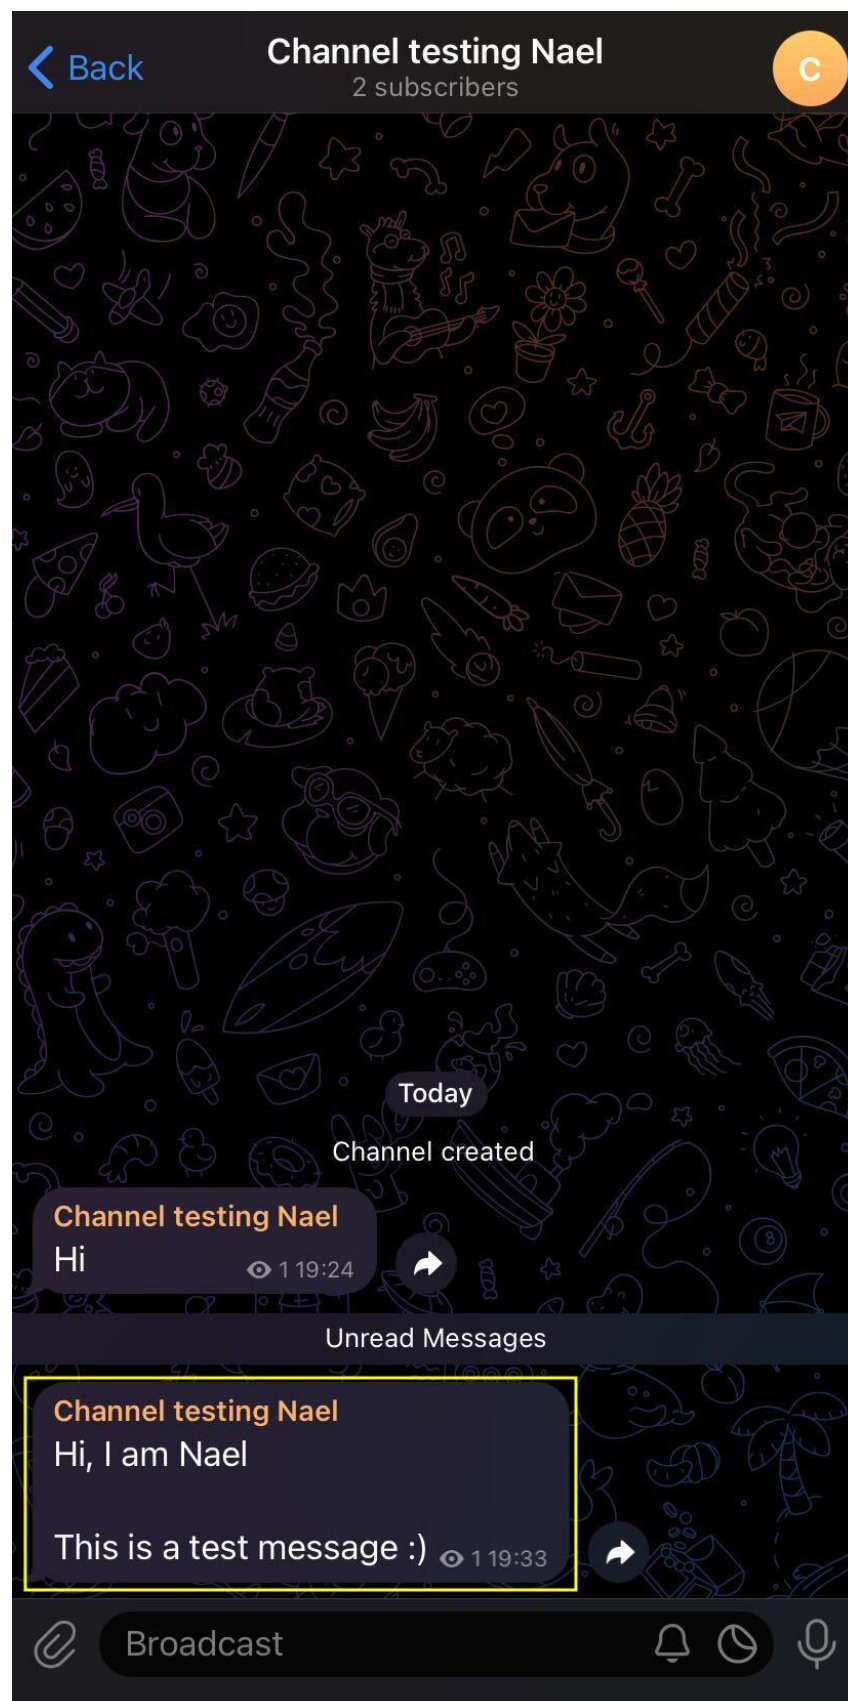 Back
Channel testing Nael
2 subscribers
C
Today
Channel created
Channel testing Nael
Hi
1 19:24
Unread Messages
Channel testing Nael
Hi, I am Nael
This is a test message :)
1 19:33
Broadcast